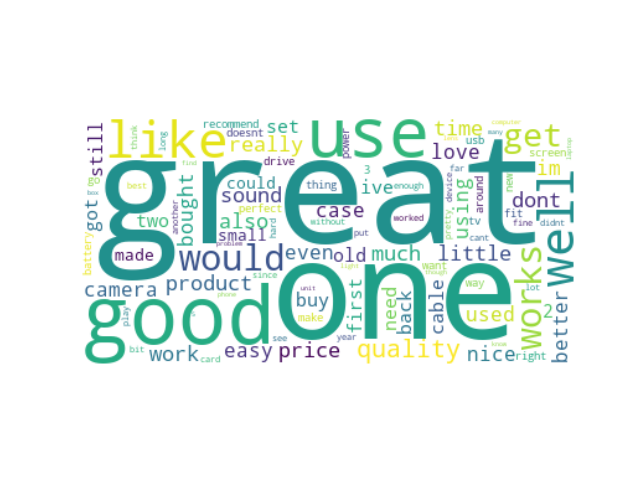 recommend
set
time
usb
computer
many
like
really
doesnt
use
power
get
still
think
long
love
screen
laptop
drive
great
im
go
find
best
could
thing
3
ive
enough
using
pretty
device
around
new
dont
well
box
got
two
another
bought
sound
perfect
case
worked
tv
fit
also
without
cant
fine
didnt
small
hard
put
far
battery
made
problem
would
even
old
much
want
little
works
since
light
though
way
lot
camera
product
phone
unit
buy
first
need
back
cable
used
2
better
good
one
play
make
year
see
know
bit
work
card
easy
price
quality
nice
right